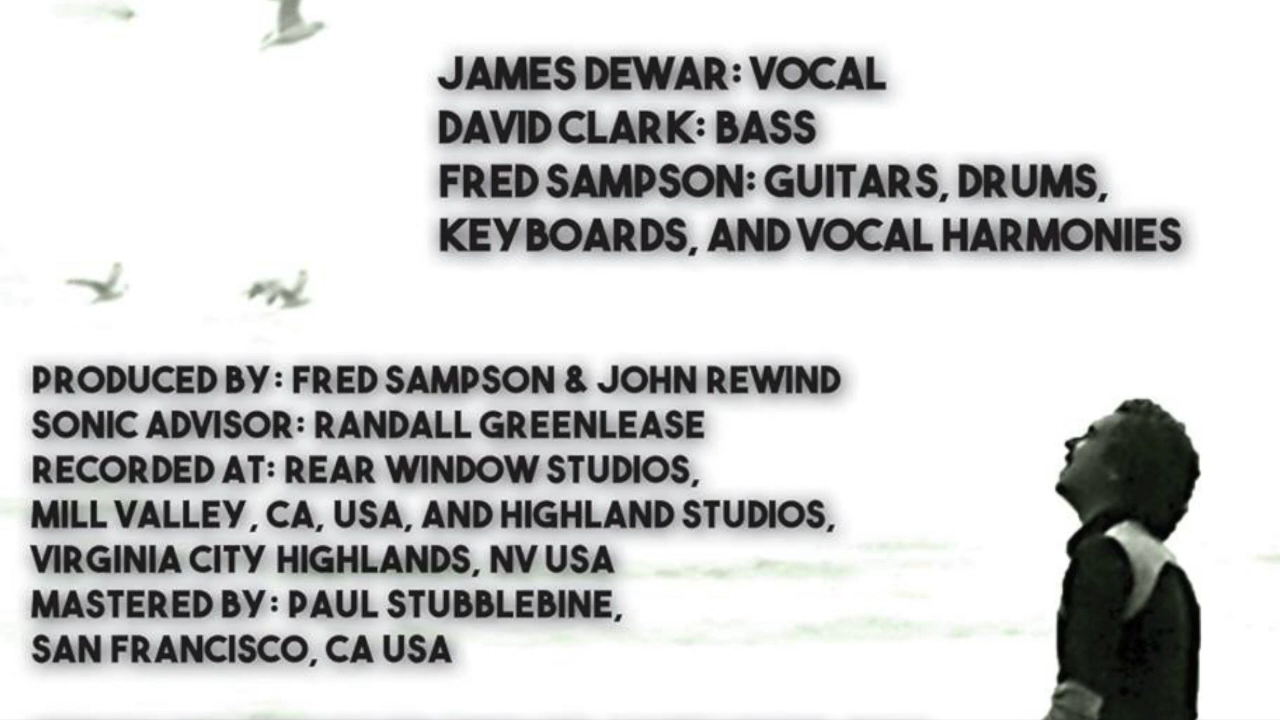 JAMES DEWAR: VOCAL
DAVID CLARK: BASS
FRED SAMPSON: GUITARS, DRUMS,
KEYBOARDS, AND VOCAL HARMONIES
PRODUCED BY: FRED SAMPSON & JOHN REWIND
SONIC ADVISOR: RANDALL GREENLEASE
RECORDED AT: REAR WINDOW STUDIOS,
MILL VALLEY, CA, USA, AND HIGHLAND STUDIOS,
VIRGINIA CITY HIGHLANDS, NV USA
MASTERED BY: PAUL STUBBLEBINE,
SAN FRANCISCO, CA USA